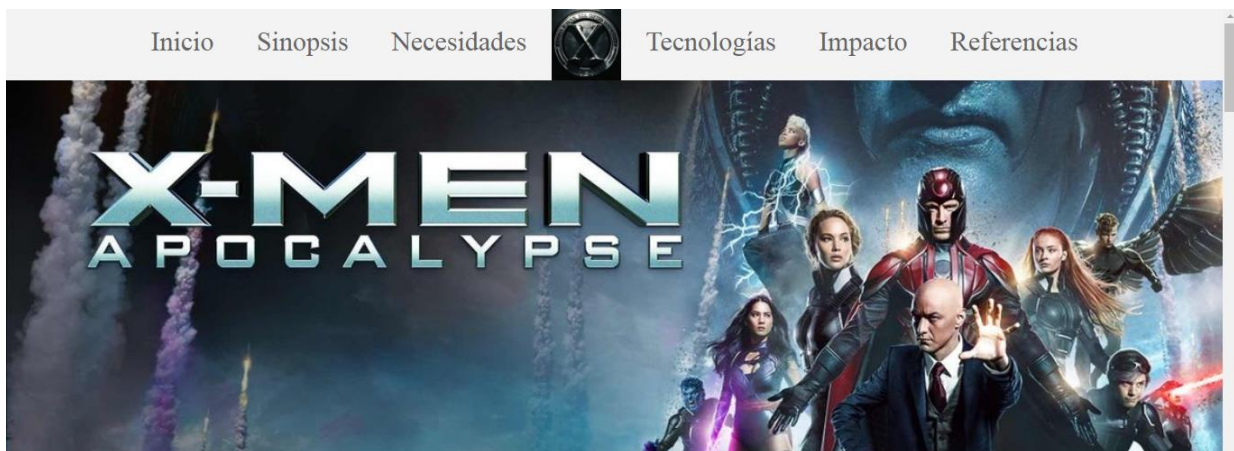 Inicio Sinopsis Necesidades Tecnologías Impacto Referencias
X-MEN
APOCALYPSE